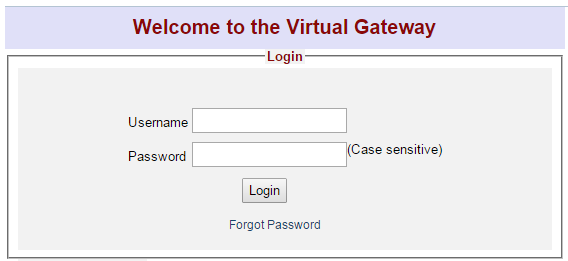 Welcome to the Virtual Gateway
Login
Username
Password (Case sensitive)
Login
Forgot Password